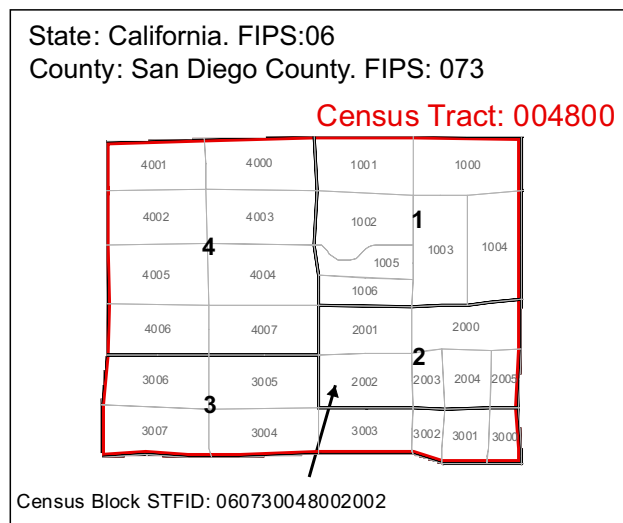 State: California. FIPS:06
County: San Diego County. FIPS: 073
Census Tract: 004800
4001 4000 1001 1000
4002 4003 1002 1 1003 1004
4 1005
4005 4004 1006
4006 4007 2001 2000
2
3006 3005 2002 2003 2004 2005
3
3007 3004 3003 3002 3001 3000
Census Block STFID: 060730048002002